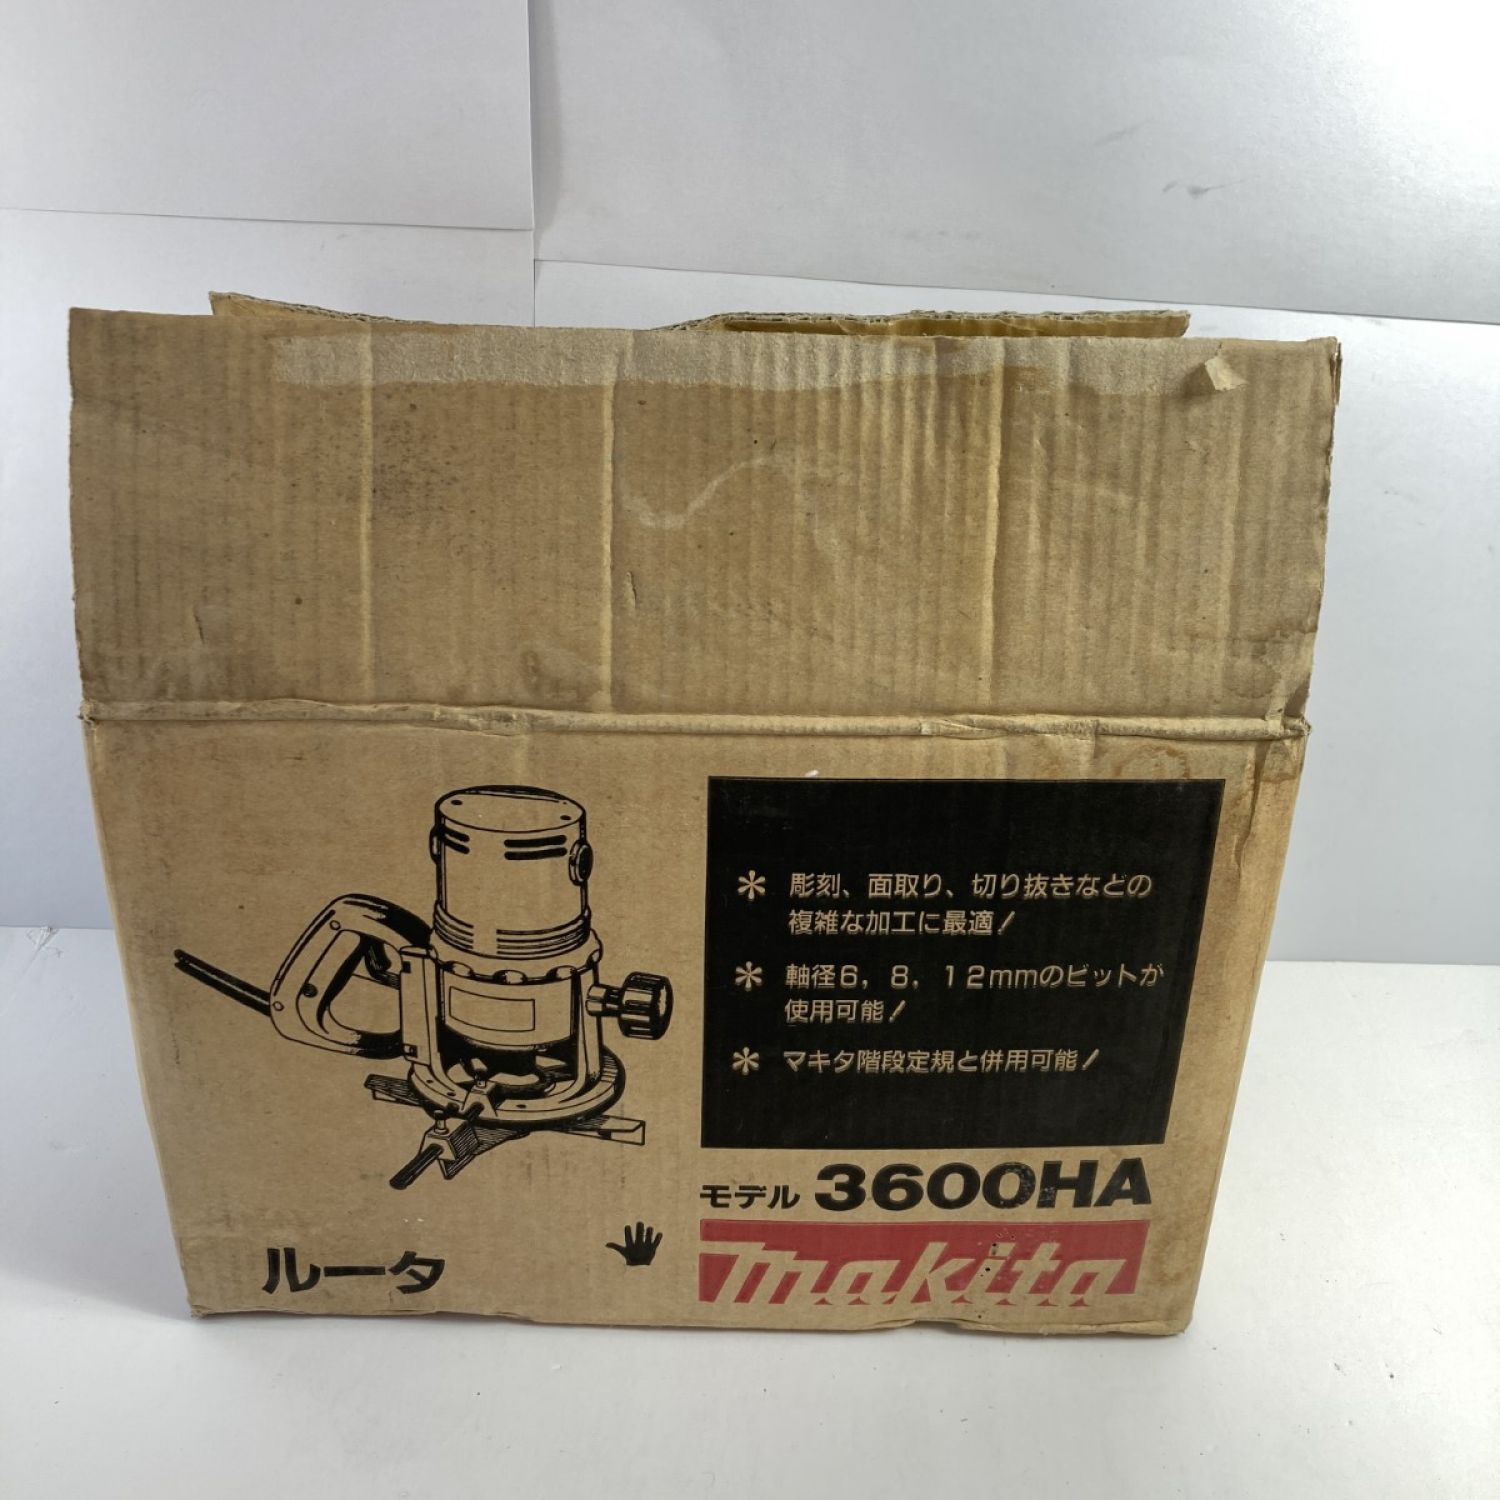 ＊ 彫刻、面取り、切り抜きなどの
複雑な加工に最適！
＊ 軸径６，８，１２mmのビットが
使用可能！
＊ マキタ階段定規と併用可能！
モデル 3600HA
makita
ルータ